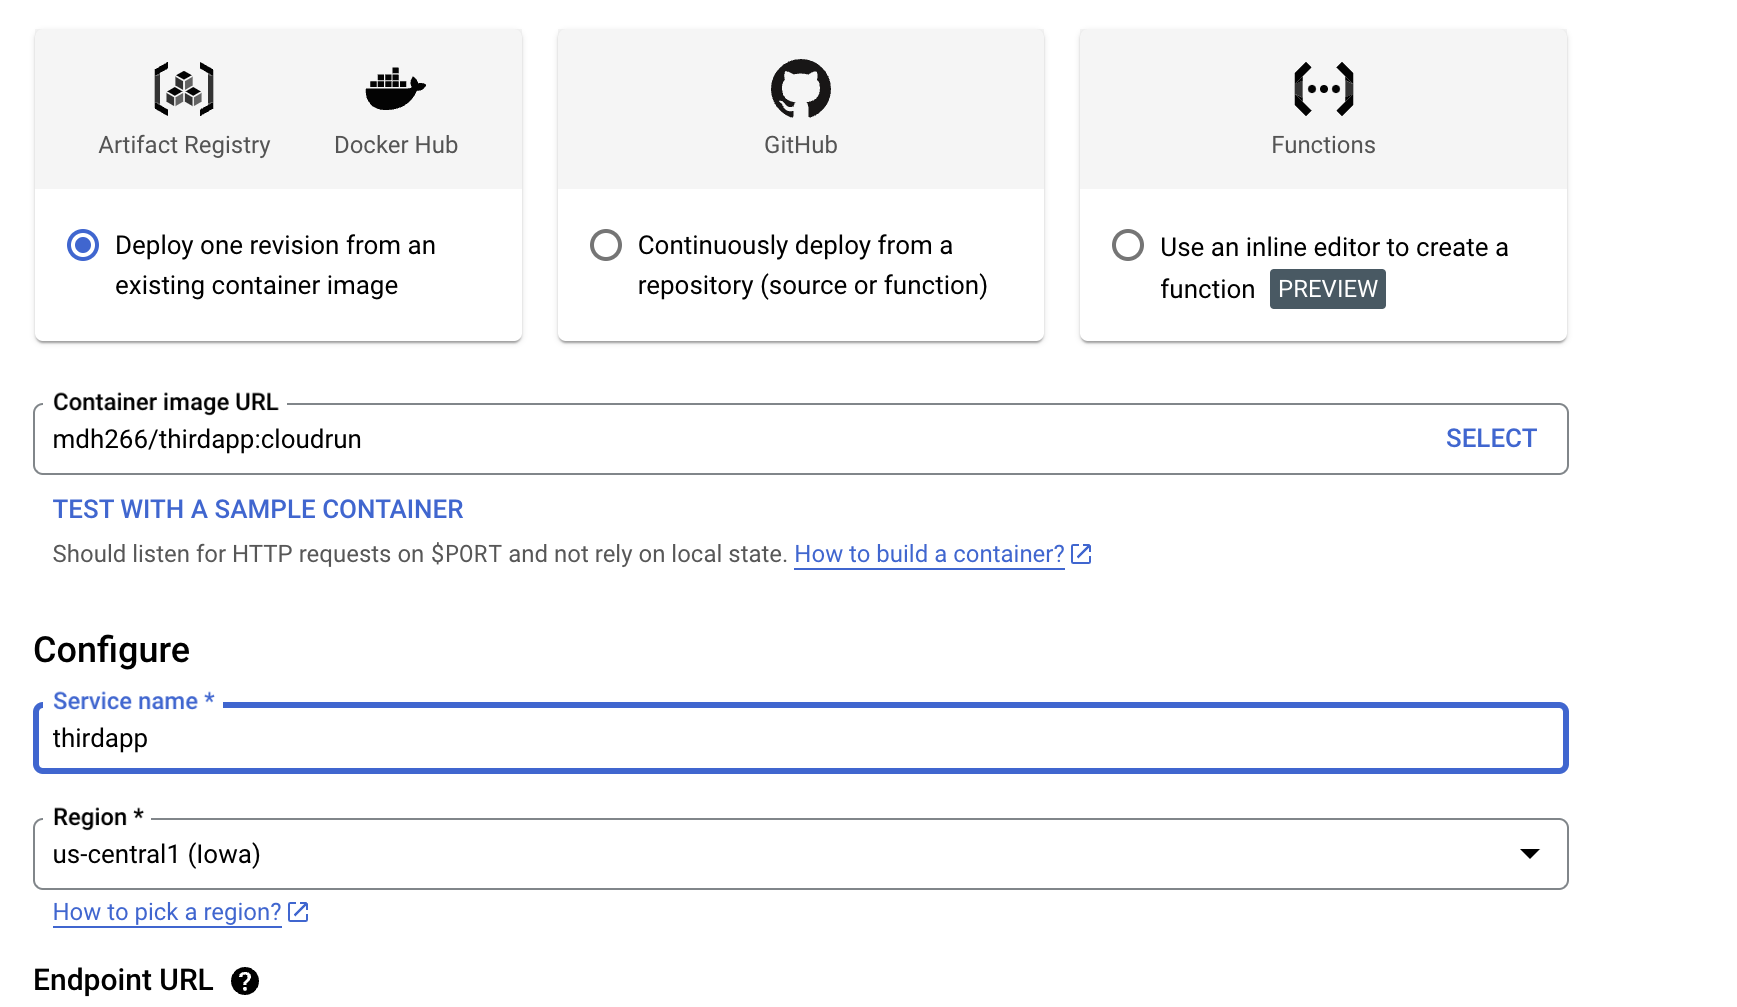 Artifact Registry
Docker Hub
GitHub
Functions
Deploy one revision from an
existing container image
Continuously deploy from a
repository (source or function)
Use an inline editor to create a
function PREVIEW
Container image URL
mdh266/thirdapp:cloudrun
SELECT
TEST WITH A SAMPLE CONTAINER
Should listen for HTTP requests on $PORT and not rely on local state. How to build a container?
Configure
Service name *
thirdapp
Region *
us-central1 (Iowa)
How to pick a region?
Endpoint URL ?